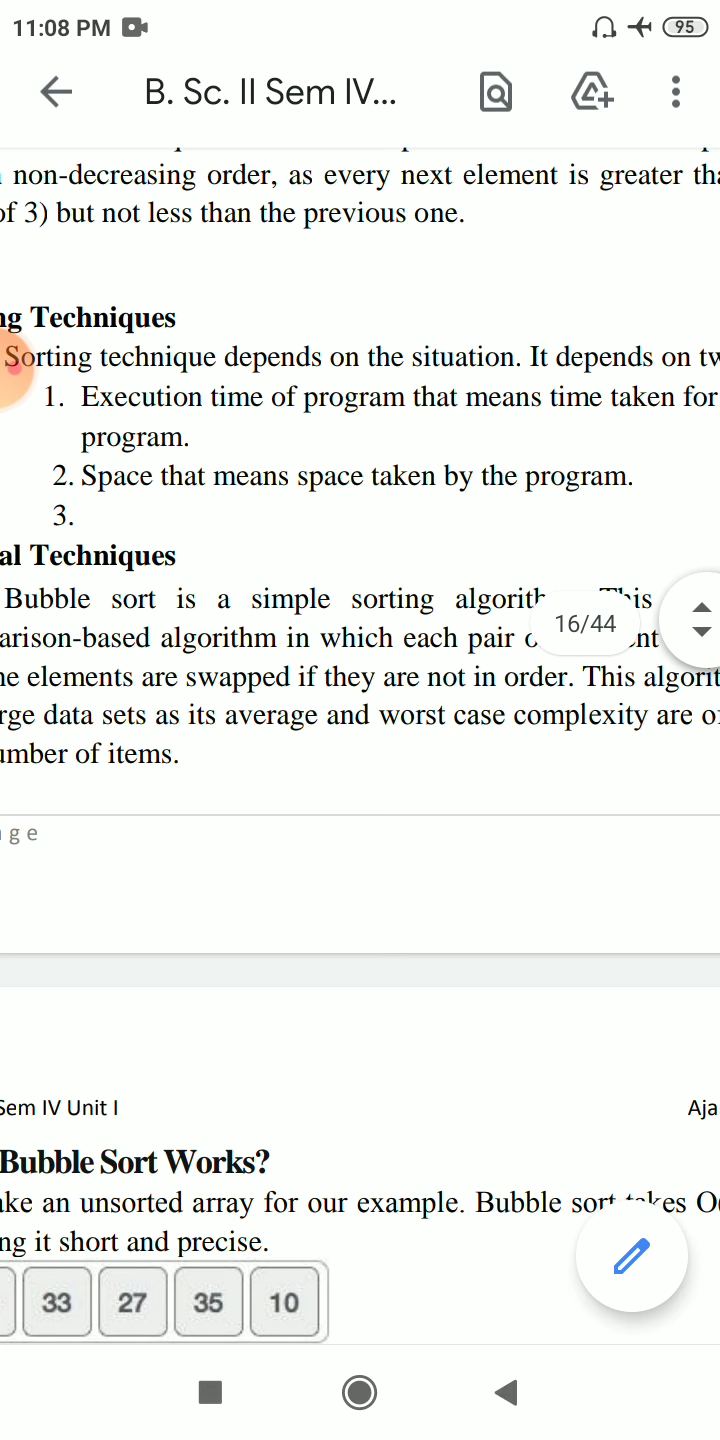 11:08 PM 95
B. Sc. II Sem IV...
non-decreasing order, as every next element is greater
of 3) but not less than the previous one.
ng Techniques
Sorting technique depends on the situation. It depends on tw
1. Execution time of program that means time taken for
program.
2. Space that means space taken by the program.
3.
al Techniques
Bubble sort is a simple sorting
arison-based algorithm in which each pair
16/44
elements are swapped if they are not in order. This algorit
rge data sets as its average and worst case complexity are
umber of items.
g e
Sem IV Unit I Aja
Bubble Sort Works?
ake an unsorted array for our example. Bubble sort
ng it short and precise.
33 27 35 10